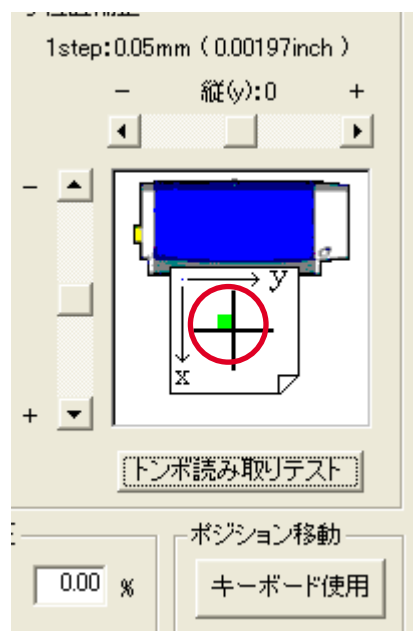 1step:0.05mm ( 0.00197inch )
− 縦(y):0 +
−
y
x
+
トンボ読み取りテスト
ポジション移動
0.00 %
キーボード使用